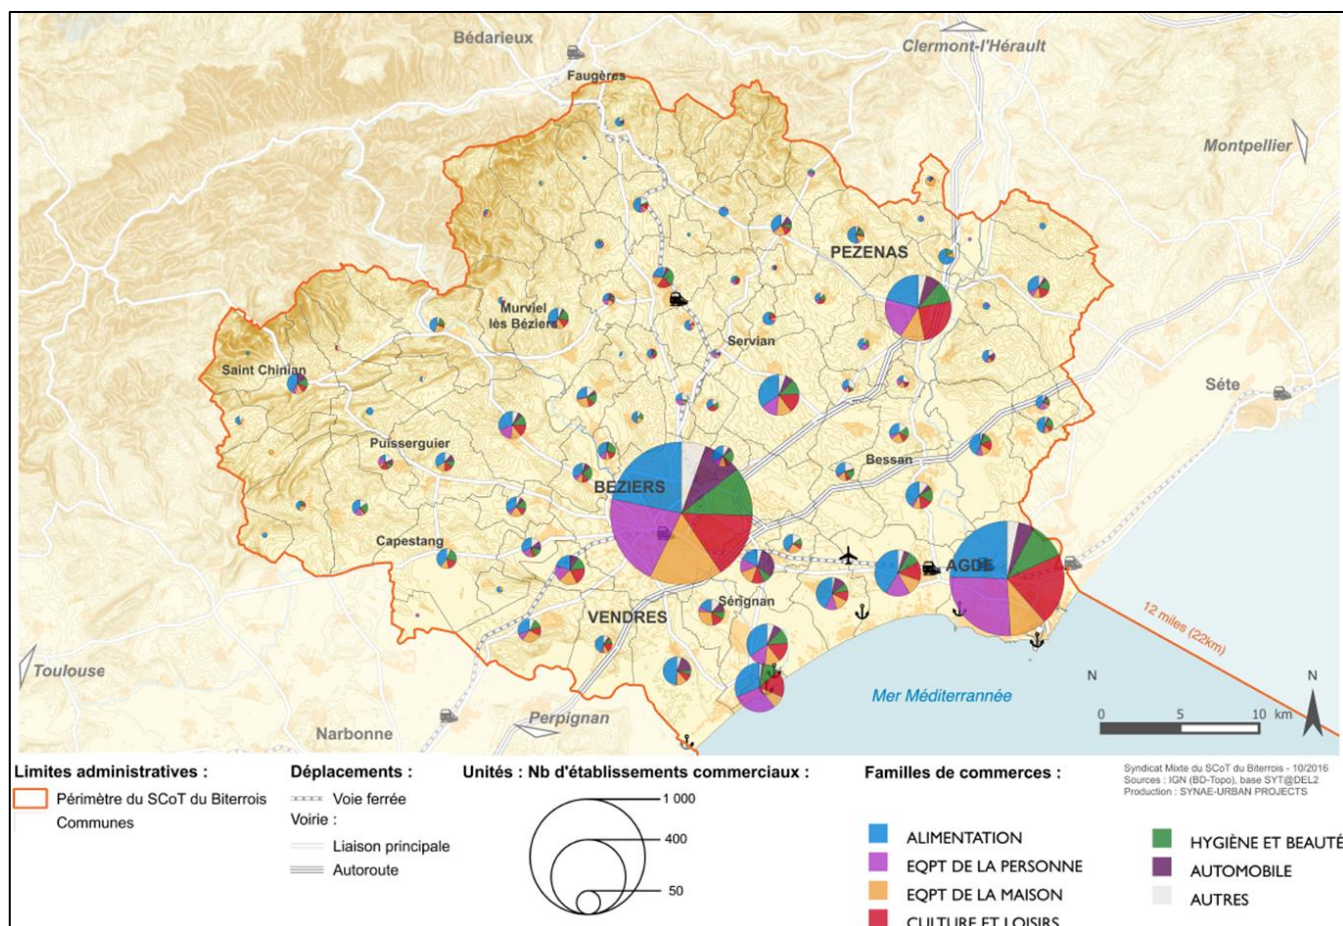 Bédarieux
Clermont-l'Hérault
Faugères
Montpellier
PEZENAS
Murviel
lès Béziers
Servian
Saint Chinian
Séte
Puisserguier
Bessan
BEZIERS
Capestang
AGDE
Sérignan
VENDRES
12 miles (22km)
Toulouse
Mer Méditerrannée
N
N
Perpignan
Narbonne
0 5 10 km
Limites administratives :
Périmètre du SCoT du Biterrois
Communes
Déplacements :
Voie ferrée
Voirie :
Liaison principale
Autoroute
Unités : Nb d'établissements commerciaux :
1 000
400
50
Familles de commerces :
ALIMENTATION
EQPT DE LA PERSONNE
EQPT DE LA MAISON
CULTURE ET LOISIRS
HYGIÈNE ET BEAUTÉ
AUTOMOBILE
AUTRES
Syndicat Mixte du SCoT du Biterrois - 10/2016
Sources : IGN (BD-Topo), base SYT@DEL2
Production : SYNAE-URBAN PROJECTS